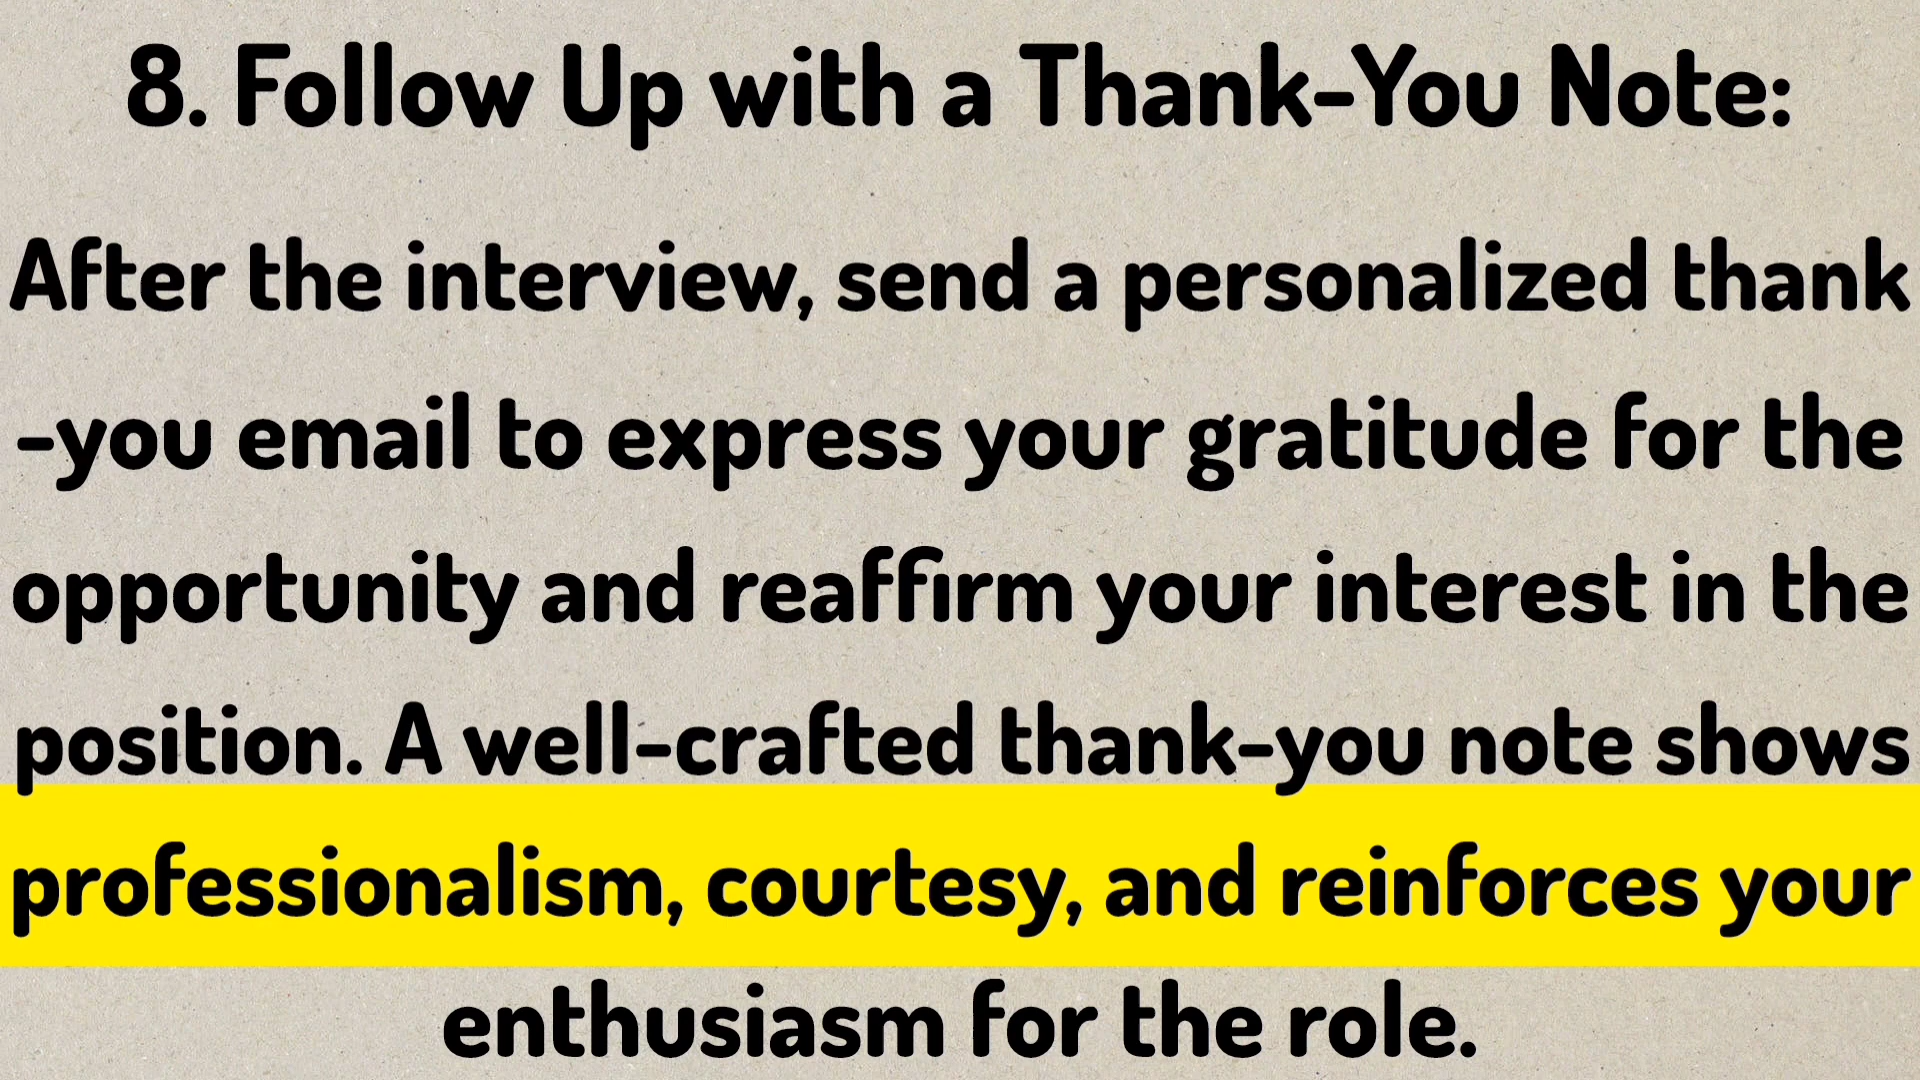 8. Follow Up with a Thank-You Note:
After the interview, send a personalized thank
-you email to express your gratitude for the
opportunity and reaffirm your interest in the
position. A well-crafted thank-you note shows
professionalism, courtesy, and reinforces your
enthusiasm for the role.